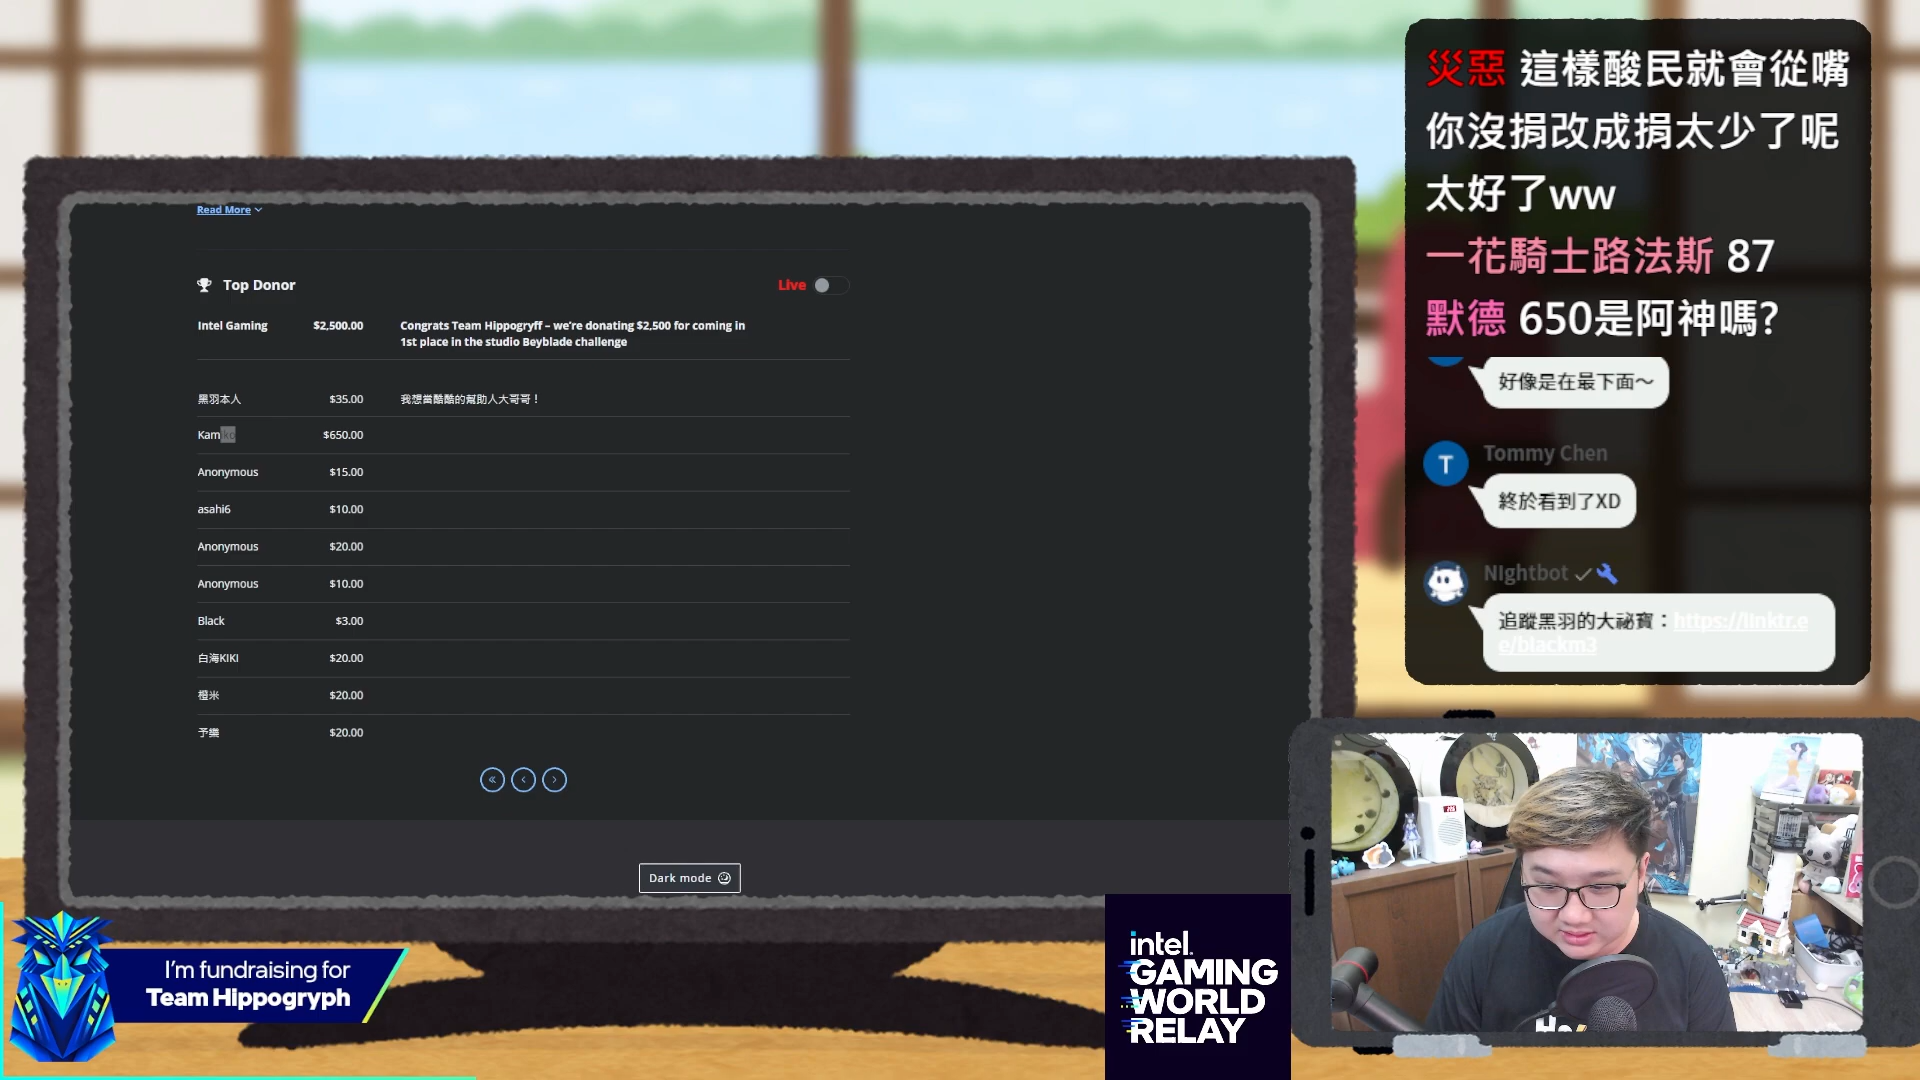 Read More
Top Donor
Live
Intel Gaming $2,500.00 Congrats Team Hippogryff – we're donating $2,500 for coming in
1st place in the studio Beyblade challenge
黑羽本人 $35.00 我想當酷酷的幫助人大哥哥！
Kamiko $650.00
Anonymous $15.00
asahi6 $10.00
Anonymous $20.00
Anonymous $10.00
Black $3.00
白海KIKI $20.00
橙米 $20.00
予樂 $20.00
Dark mode
I'm fundraising for
Team Hippogryph
intel.
GAMING
WORLD
RELAY
災惡 這樣酸民就會從嘴
你沒捐改成捐太少了呢
太好了ww
一花騎士路法斯 87
默德 650是阿神嗎?
好像是在最下面～
Tommy Chen
T
終於看到了XD
Nightbot
追蹤黑羽的大祕寶：https://linktr.e
e/blackm3